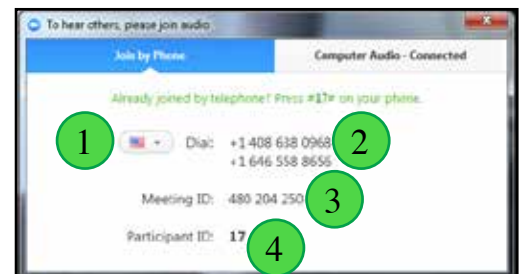 To hear others, please join audio
Join by Phone
Computer Audio - Connected
Already joined by telephone? Press #17# on your phone.
1
Dial: +1 408 638 0968
2
+1 646 558 8656
Meeting ID: 480 204 250
3
Participant ID: 17
4